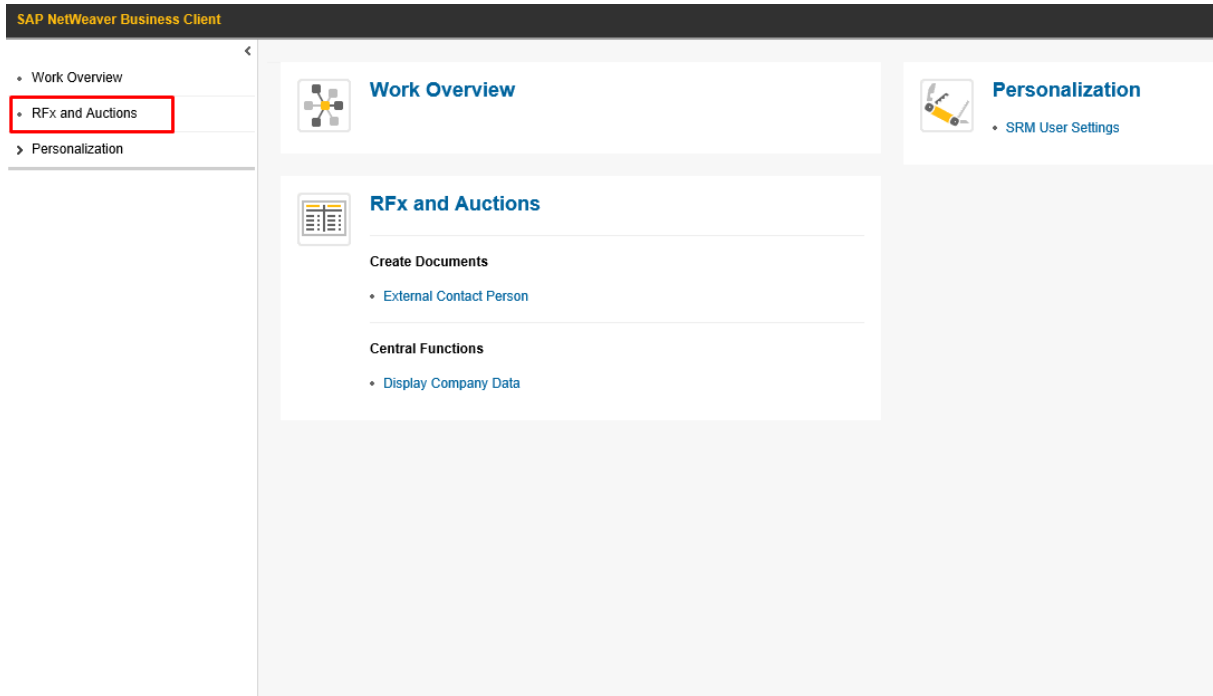 SAP NetWeaver Business Client
Work Overview
RFx and Auctions
Personalization
Work Overview
RFx and Auctions
Create Documents
External Contact Person
Central Functions
Display Company Data
Personalization
SRM User Settings